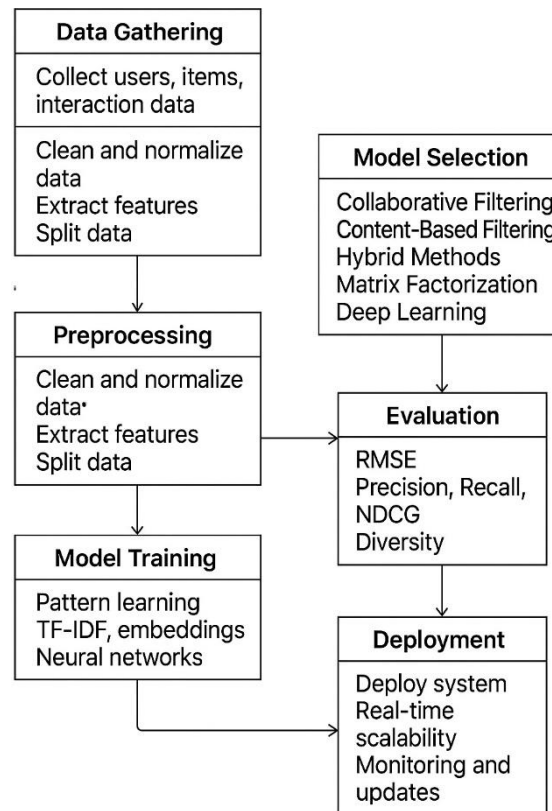 Data Gathering
Collect users, items,
interaction data
Clean and normalize
data
Extract features
Split data
Preprocessing
Clean and normalize
data·
Extract features
Split data
Model Training
Pattern learning
TF-IDF, embeddings
Neural networks
Model Selection
Collaborative Filtering
Content-Based Filtering
Hybrid Methods
Matrix Factorization
Deep Learning
Evaluation
RMSE
Precision, Recall,
NDCG
Diversity
Deployment
Deploy system
Real-time
scalability
Monitoring and
updates